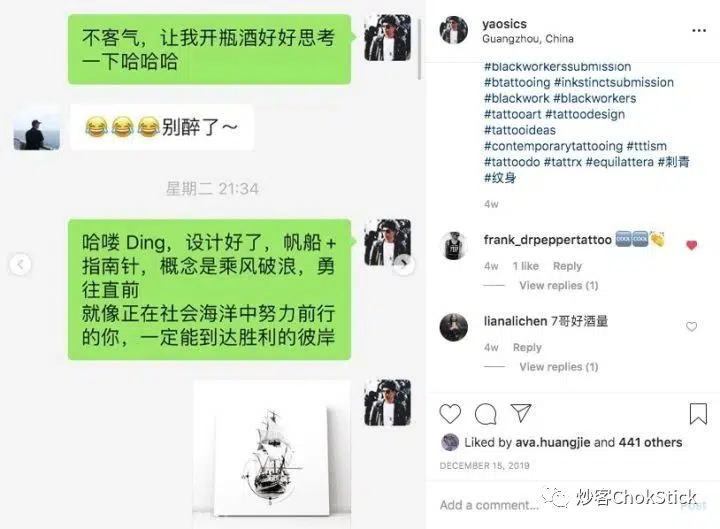 不客气，让我开瓶酒好好思考
一下哈哈哈
😂😂😂别醉了～
星期二 21:34
哈喽 Ding，设计好了，帆船 +
指南针，概念是乘风破浪，勇
往直前
就像正在社会海洋中努力前行
的你，一定能到达胜利的彼岸
yaosics
Guangzhou, China
#blackworkerssubmission
#btattooing #inkstinctsubmission
#blackwork #blackworkers
#tattooart #tattoodesign
#tattooideas
#contemporarytattooing #tttism
#tattoodo #tattrx #equilattera #刺青
#纹身
4w
frank_drpeppertattoo 🆒🆒👏
4w 1 like Reply
View replies (1)
lianalichen 7哥好酒量
4w Reply
View replies (1)
Liked by ava.huangjie and 441 others
DECEMBER 15, 2019
Add a comment...
Post
炒客ChokStick